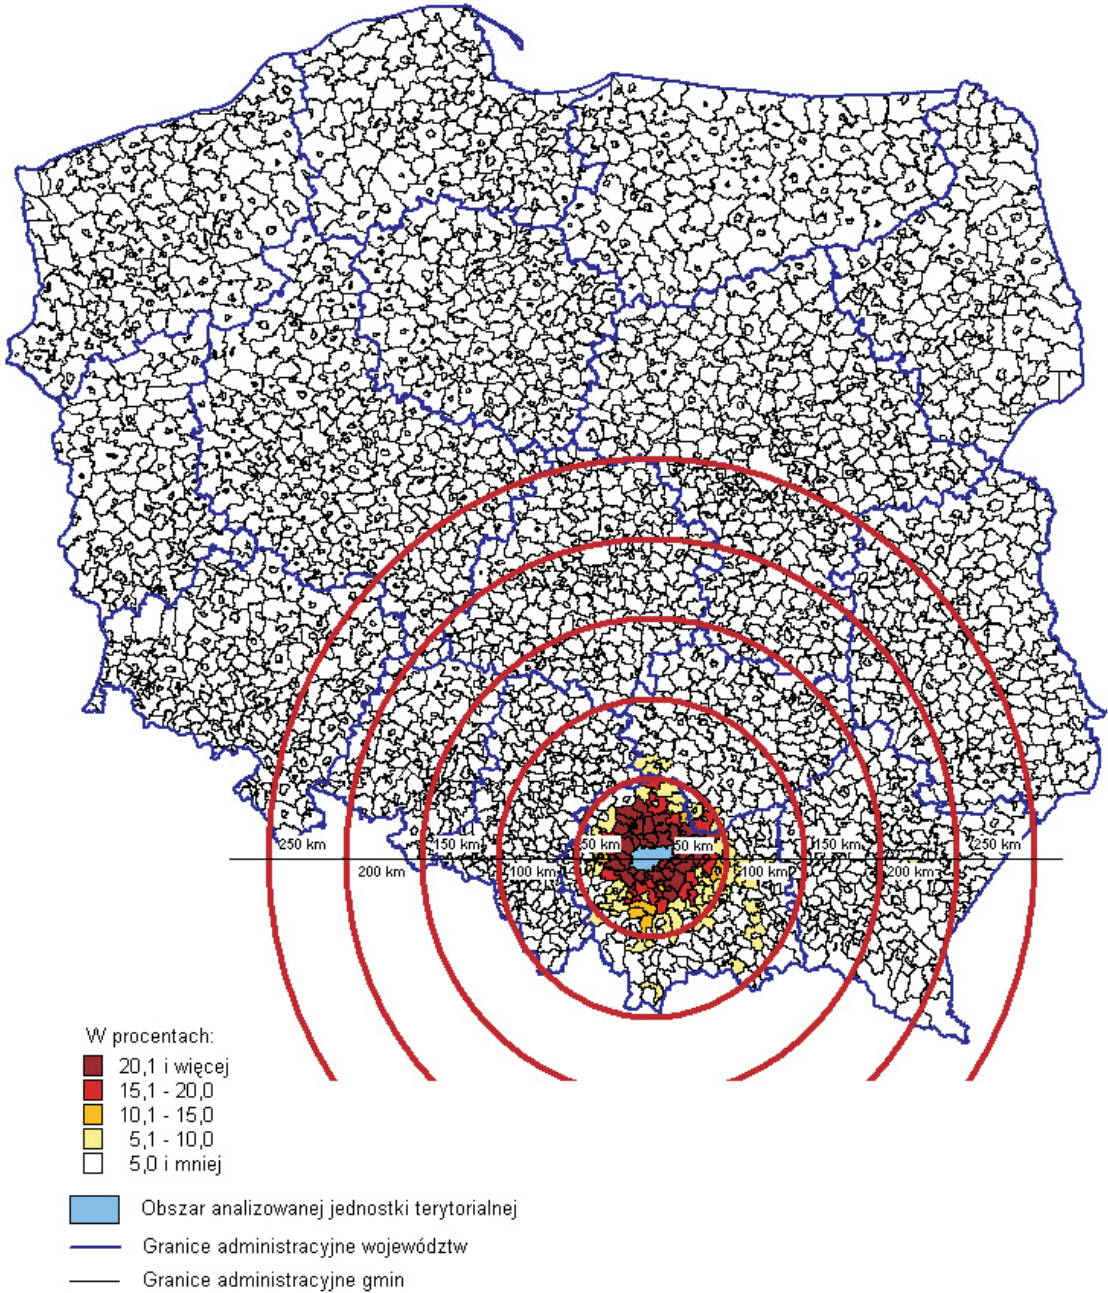 50 km
50 km
150 km
150 km
250 km
250 km
200 km
100 km
100 km
200 km
W procentach:
20,1 i więcej
15,1 - 20,0
10,1 - 15,0
5,1 - 10,0
5,0 i mniej
Obszar analizowanej jednostki terytorialnej
Granice administracyjne województw
Granice administracyjne gmin